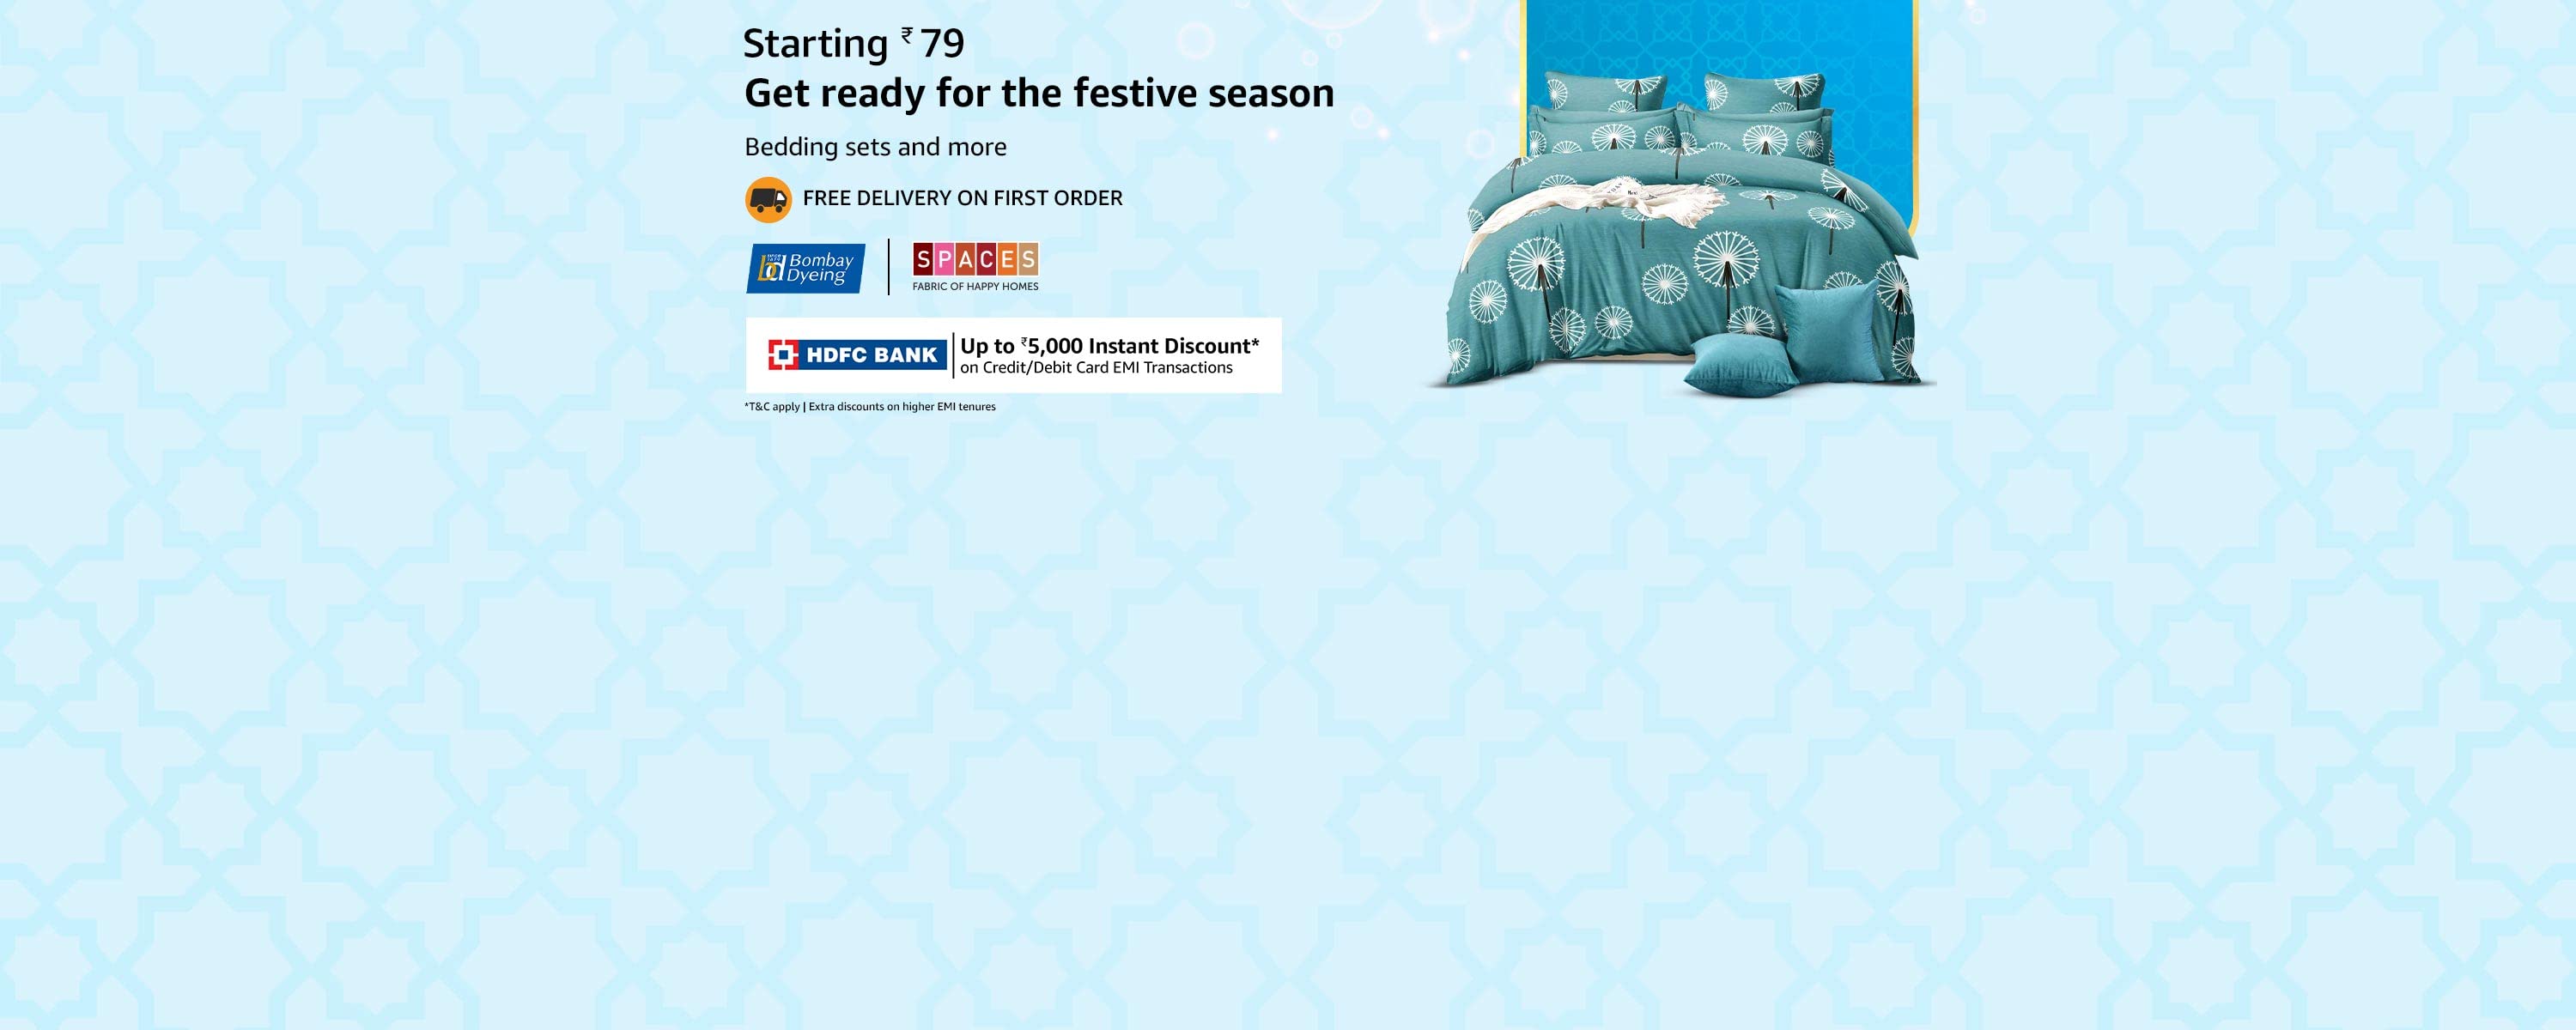 Starting ₹79
Get ready for the festive season
Bedding sets and more
FREE DELIVERY ON FIRST ORDER
bd Bombay Dyeing
SPACES
FABRIC OF HAPPY HOMES
HDFC BANK
Up to ₹5,000 Instant Discount*
on Credit/Debit Card EMI Transactions
*T&C apply | Extra discounts on higher EMI tenures